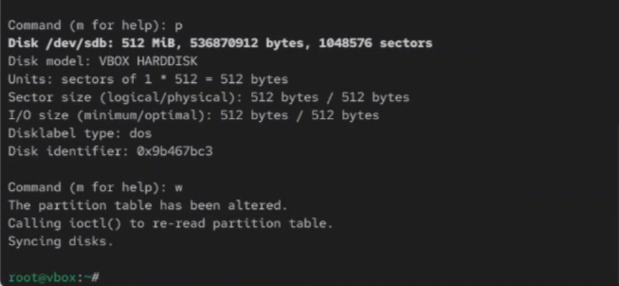 Command (m for help): p
Disk /dev/sdb: 512 MiB, 536870912 bytes, 1048576 sectors
Disk model: VBOX HARDDISK
Units: sectors of 1 * 512 = 512 bytes
Sector size (logical/physical): 512 bytes / 512 bytes
I/O size (minimum/optimal): 512 bytes / 512 bytes
Disklabel type: dos
Disk identifier: 0x9b467bc3
Command (m for help): w
The partition table has been altered.
Calling ioctl() to re-read partition table.
Syncing disks.
root@vbox:~#